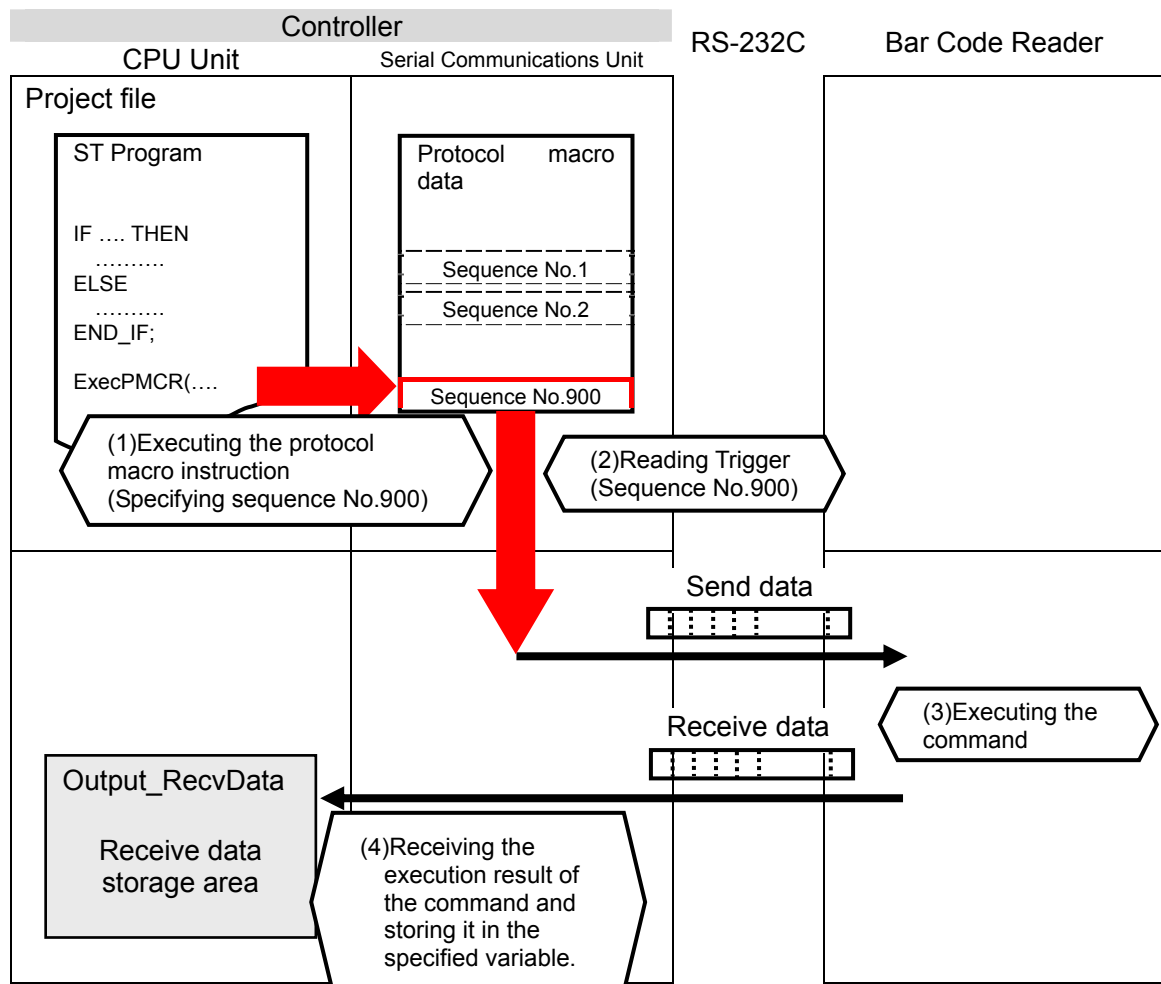 Controller
CPU Unit
Serial Communications Unit
RS-232C
Bar Code Reader
Project file
ST Program
IF …. THEN
……….
ELSE
……….
END_IF;
ExecPMCR(….
Protocol macro
data
Sequence No.1
Sequence No.2
Sequence No.900
(1)Executing the protocol
macro instruction
(Specifying sequence No.900)
(2)Reading Trigger
(Sequence No.900)
Send data
(3)Executing the
command
Receive data
Output_RecvData
Receive data
storage area
(4)Receiving the
execution result of
the command and
storing it in the
specified variable.